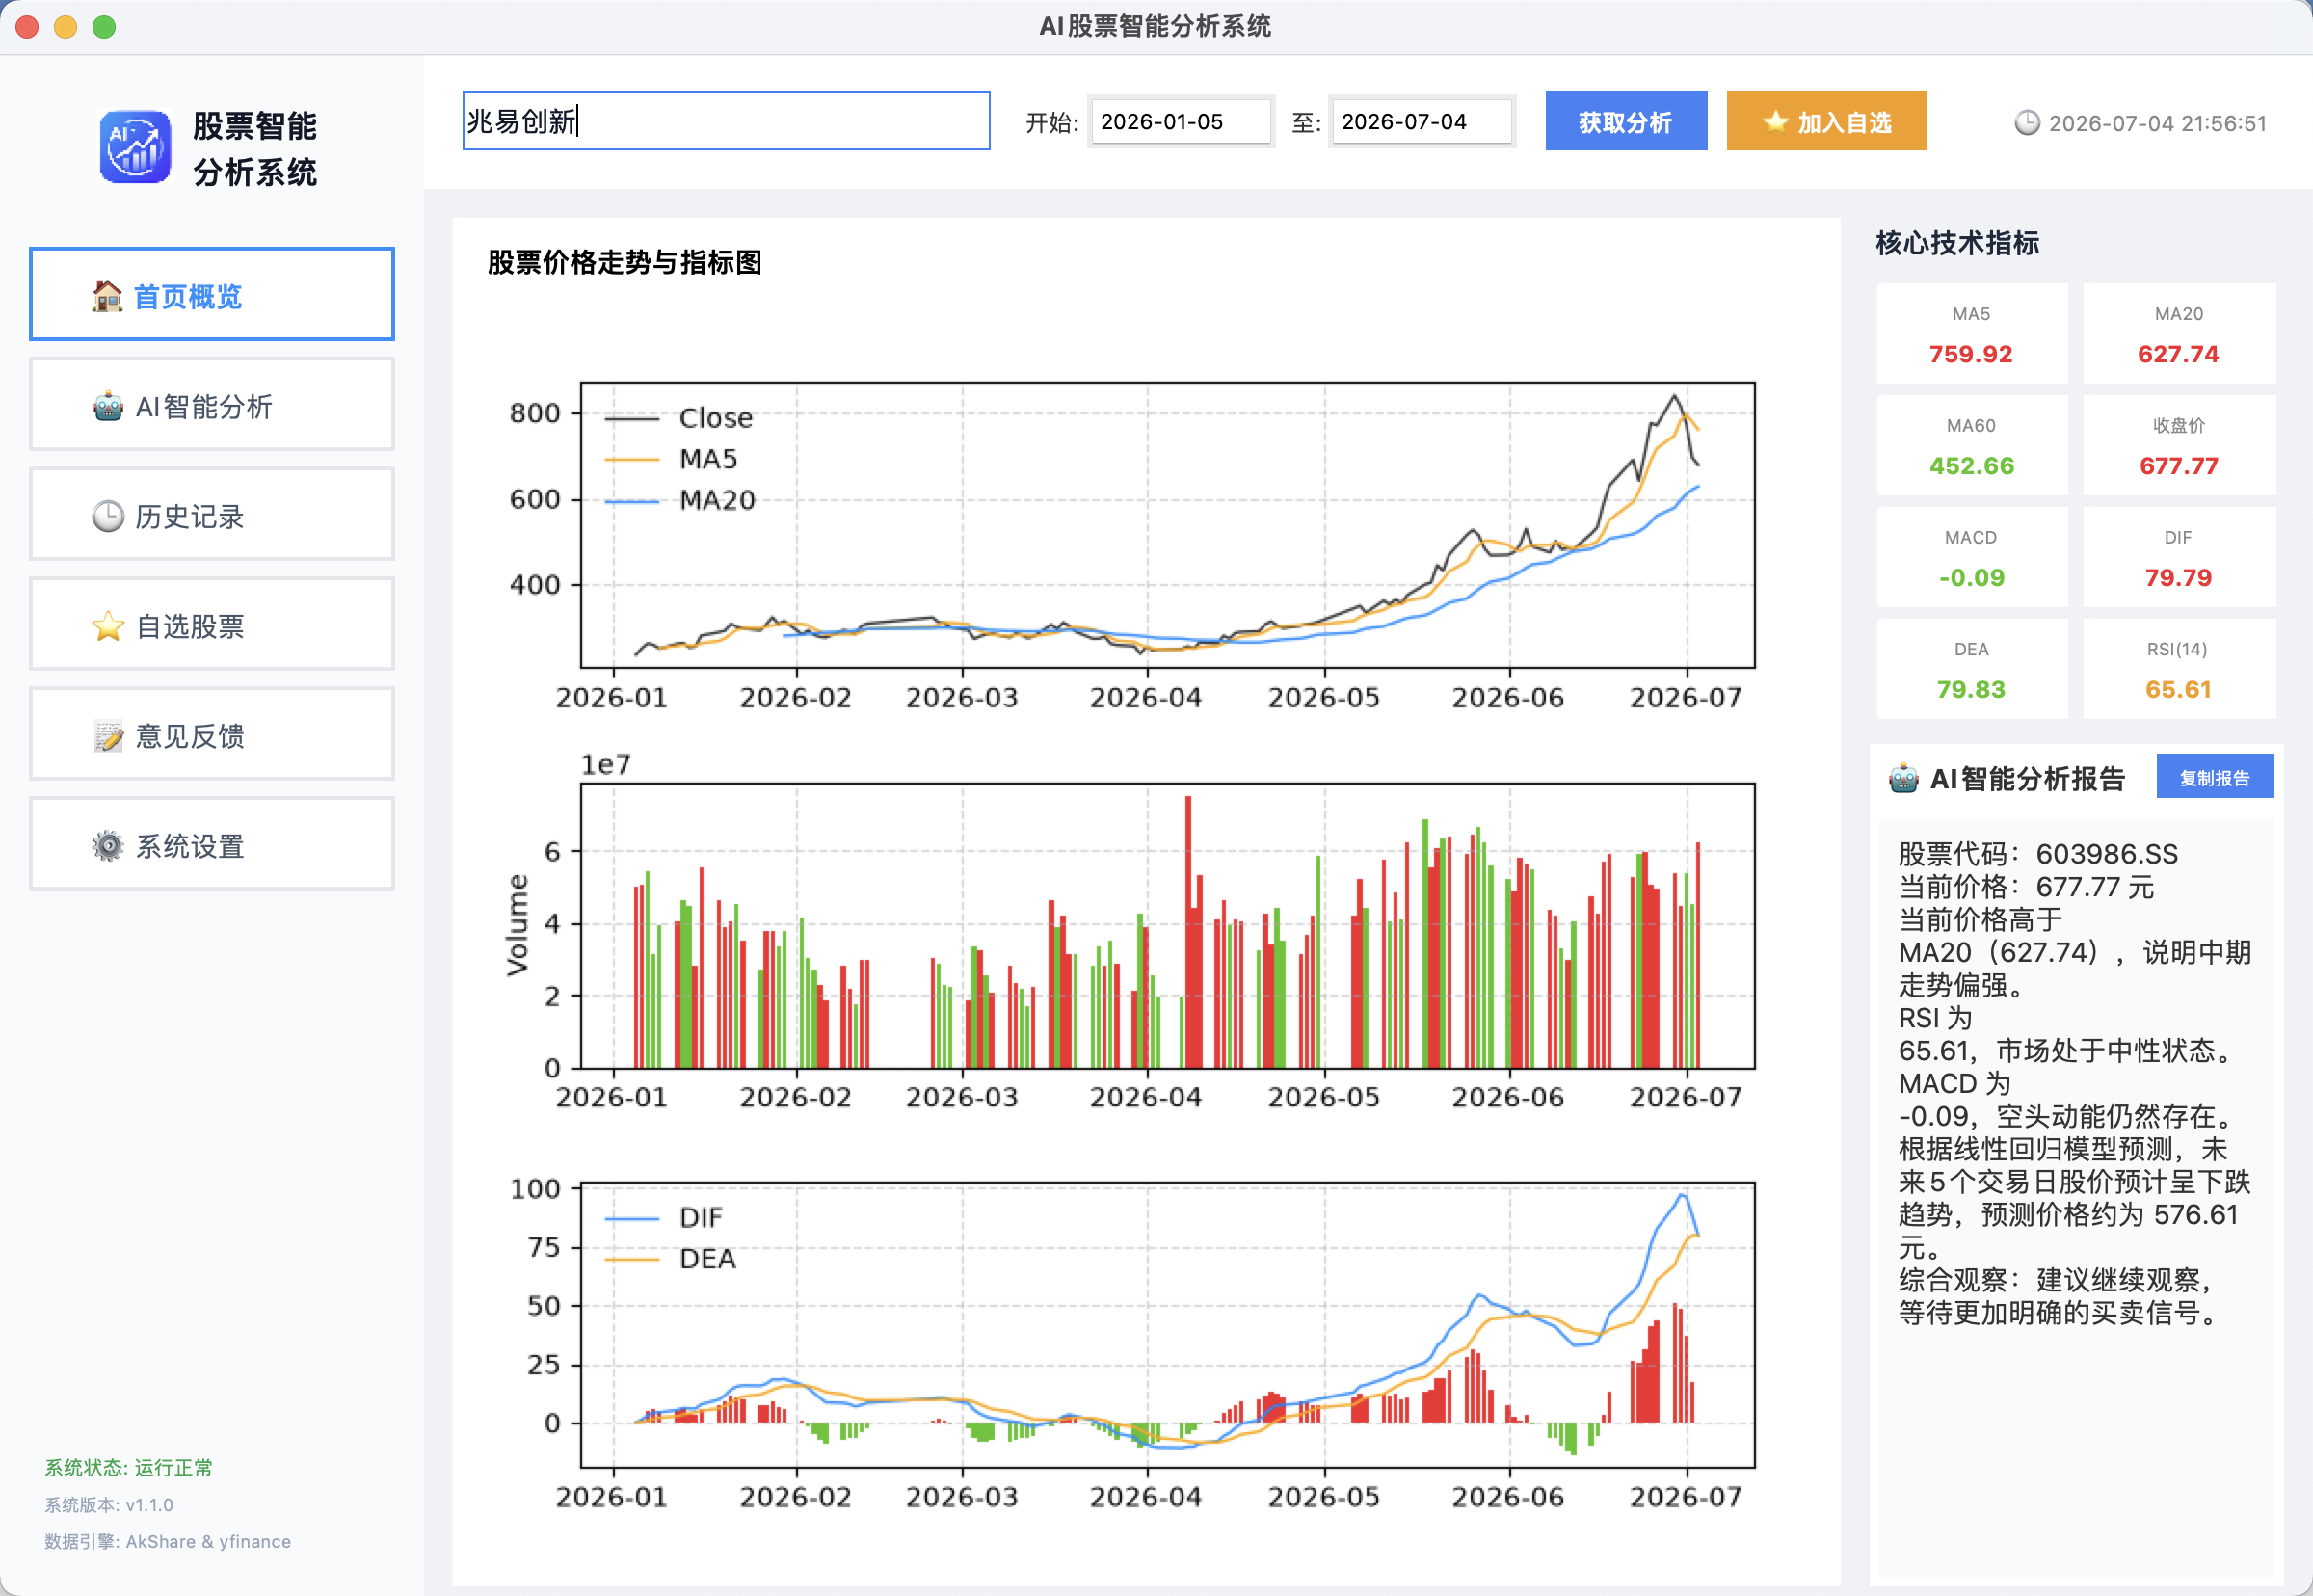 AI股票智能分析系统
股票智能
分析系统
首页概览
AI智能分析
历史记录
自选股票
意见反馈
系统设置
系统状态: 运行正常
系统版本: v1.1.0
数据引擎: AkShare & yfinance
兆易创新
开始: 2026-01-05 至: 2026-07-04 获取分析 加入自选 2026-07-04 21:56:51
股票价格走势与指标图
800
600
400
Close
MA5
MA20
2026-01 2026-02 2026-03 2026-04 2026-05 2026-06 2026-07
1e7
Volume
6
4
2
0
2026-01 2026-02 2026-03 2026-04 2026-05 2026-06 2026-07
100
75
50
25
0
DIF
DEA
2026-01 2026-02 2026-03 2026-04 2026-05 2026-06 2026-07
核心技术指标
MA5
759.92
MA20
627.74
MA60
452.66
收盘价
677.77
MACD
-0.09
DIF
79.79
DEA
79.83
RSI(14)
65.61
AI智能分析报告
复制报告
股票代码：603986.SS
当前价格：677.77 元
当前价格高于
MA20（627.74），说明中期
走势偏强。
RSI 为
65.61，市场处于中性状态。
MACD 为
-0.09，空头动能仍然存在。
根据线性回归模型预测，未
来5个交易日股价预计呈下跌
趋势，预测价格约为 576.61
元。
综合观察：建议继续观察，
等待更加明确的买卖信号。